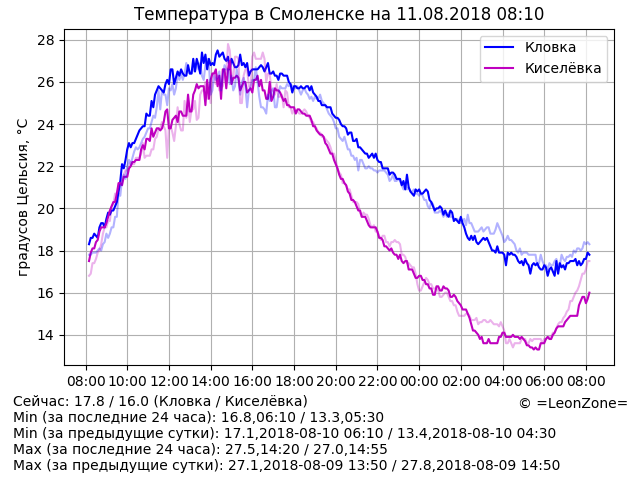 Температура в Смоленске на 11.08.2018 08:10
Кловка
Киселёвка
градусов Цельсия, °C
28
26
24
22
20
18
16
14
08:00 10:00 12:00 14:00 16:00 18:00 20:00 22:00 00:00 02:00 04:00 06:00 08:00
Сейчас: 17.8 / 16.0 (Кловка / Киселёвка)
© =LeonZone=
Min (за последние 24 часа): 16.8,06:10 / 13.3,05:30
Min (за предыдущие сутки): 17.1,2018-08-10 06:10 / 13.4,2018-08-10 04:30
Max (за последние 24 часа): 27.5,14:20 / 27.0,14:55
Max (за предыдущие сутки): 27.1,2018-08-09 13:50 / 27.8,2018-08-09 14:50